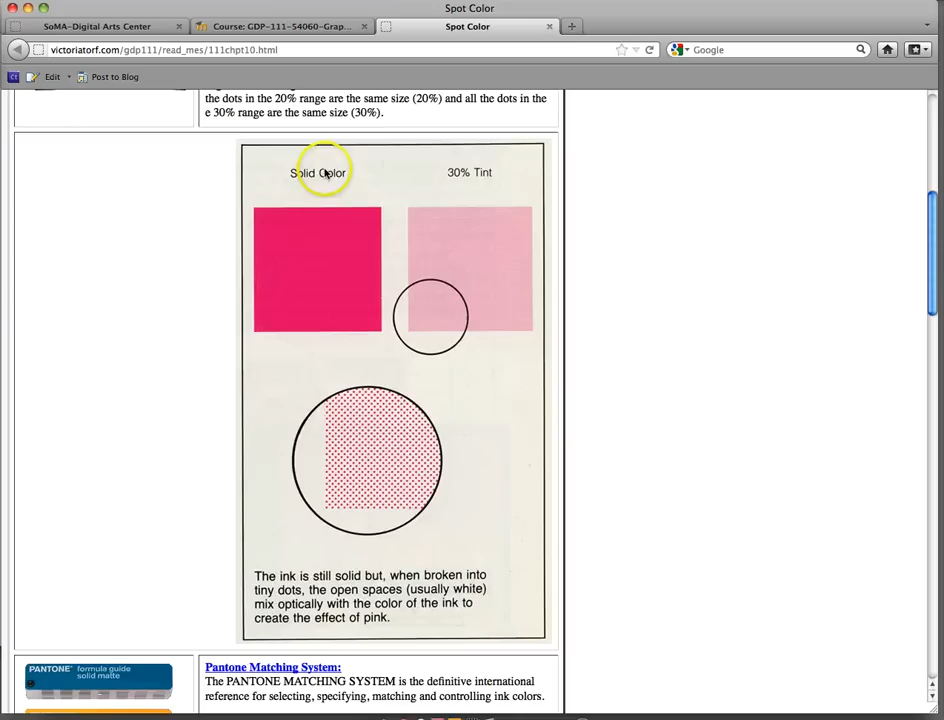 Spot Color
SoMA-Digital Arts Center
Course: GDP-111-54060-Grap...
Spot Color
victoriatorf.com/gdp111/read_mes/111chpt10.html
Google
Ct
Edit
Post to Blog
the dots in the 20% range are the same size (20%) and all the dots in the
e 30% range are the same size (30%).
Solid Color
30% Tint
The ink is still solid but, when broken into
tiny dots, the open spaces (usually white)
mix optically with the color of the ink to
create the effect of pink.
PANTONE® formula guide
solid matte
Pantone Matching System:
The PANTONE MATCHING SYSTEM is the definitive international
reference for selecting, specifying, matching and controlling ink colors.